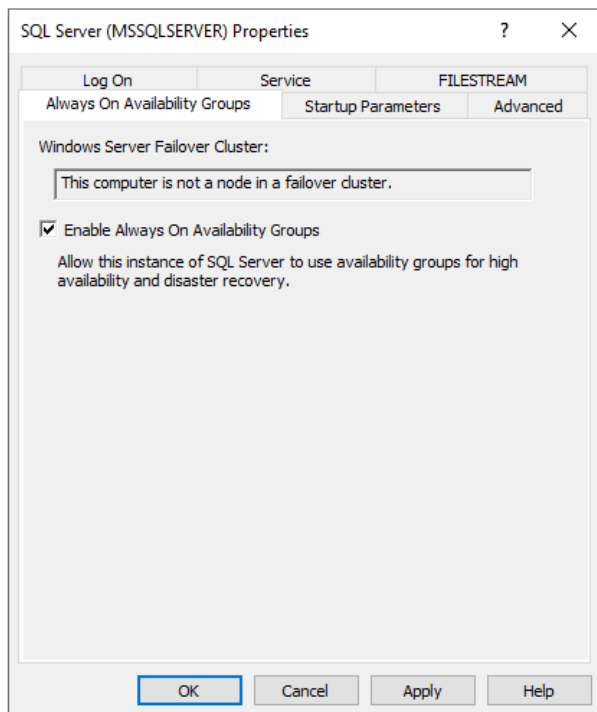 SQL Server (MSSQLSERVER) Properties ?
Log On Service FILESTREAM
Always On Availability Groups Startup Parameters Advanced
Windows Server Failover Cluster:
This computer is not a node in a failover cluster.
Enable Always On Availability Groups
Allow this instance of SQL Server to use availability groups for high
availability and disaster recovery.
OK Cancel Apply Help